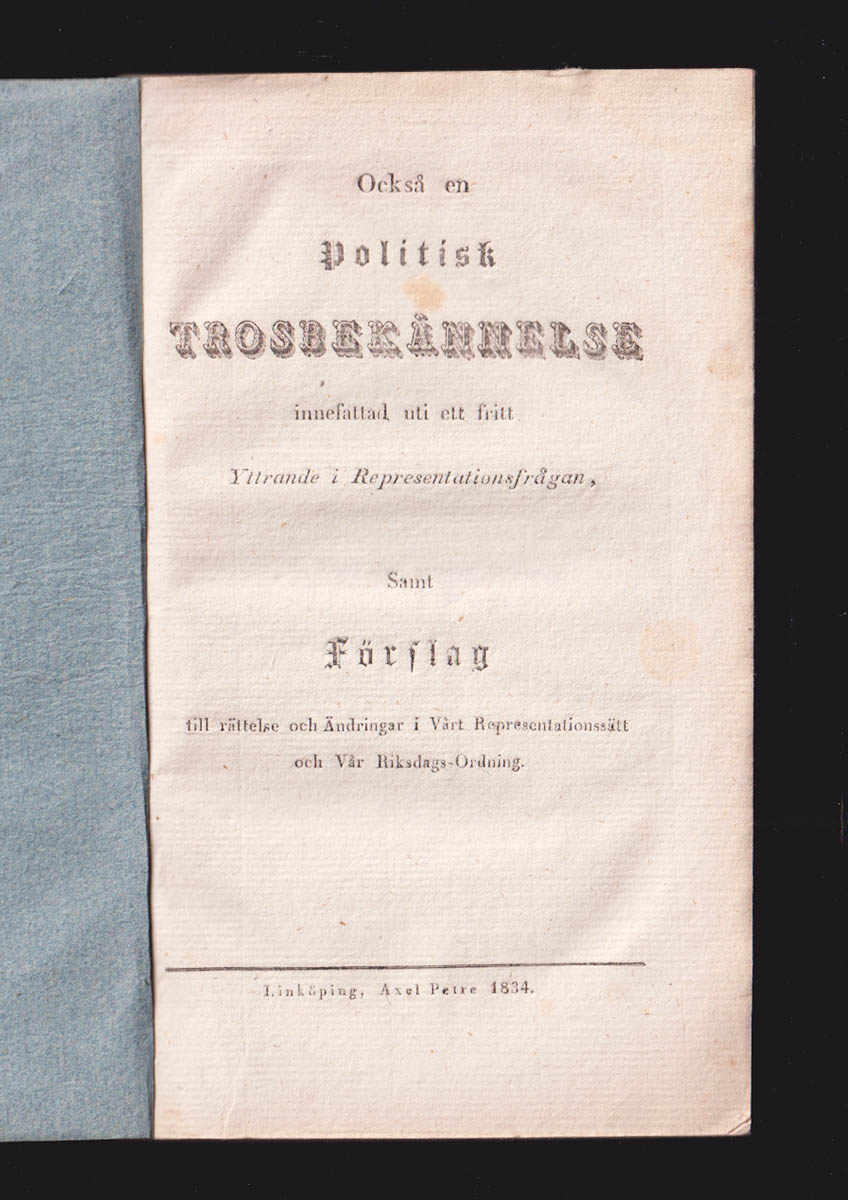 Också en
Politisk
TROSBEKÄNNELSE
innefattad uti ett fritt
Yttrande i Representationsfrågan,
Samt
Förslag
till rättelse och Ändringar i Vårt Representationssätt
och Vår Riksdags-Ordning.
Linköping, Axel Petre 1834.